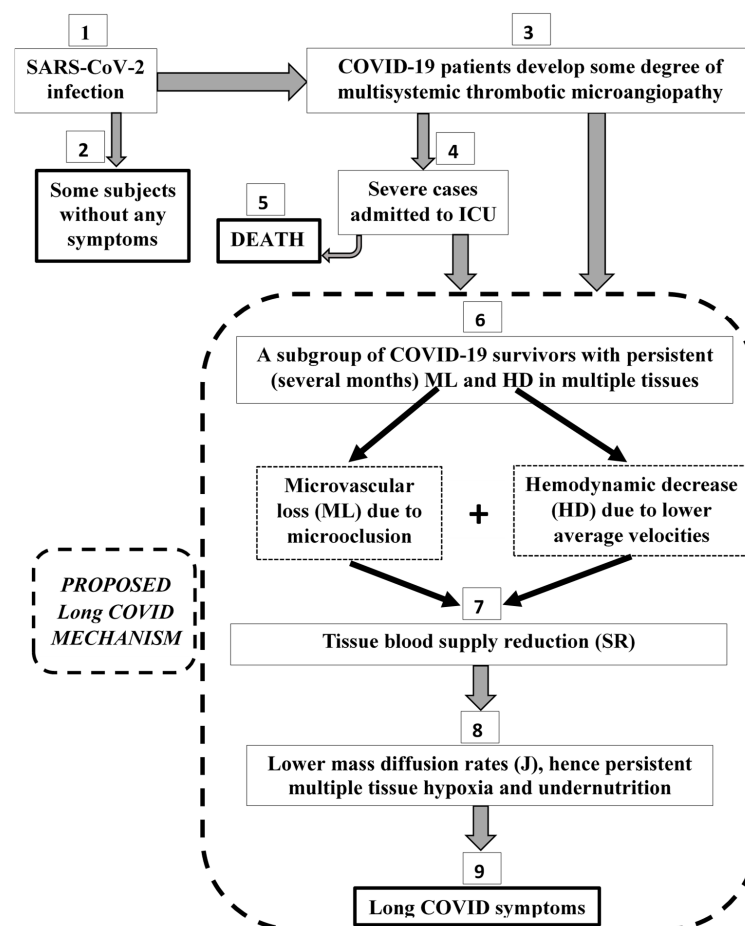 1
SARS-CoV-2
infection
3
COVID-19 patients develop some degree of
multisystemic thrombotic microangiopathy
2
Some subjects
without any
symptoms
4
Severe cases
admitted to ICU
5
DEATH
6
A subgroup of COVID-19 survivors with persistent
(several months) ML and HD in multiple tissues
Microvascular
loss (ML) due to
microoclusion
+
Hemodynamic decrease
(HD) due to lower
average velocities
PROPOSED
Long COVID
MECHANISM
7
Tissue blood supply reduction (SR)
8
Lower mass diffusion rates (J), hence persistent
multiple tissue hypoxia and undernutrition
9
Long COVID symptoms